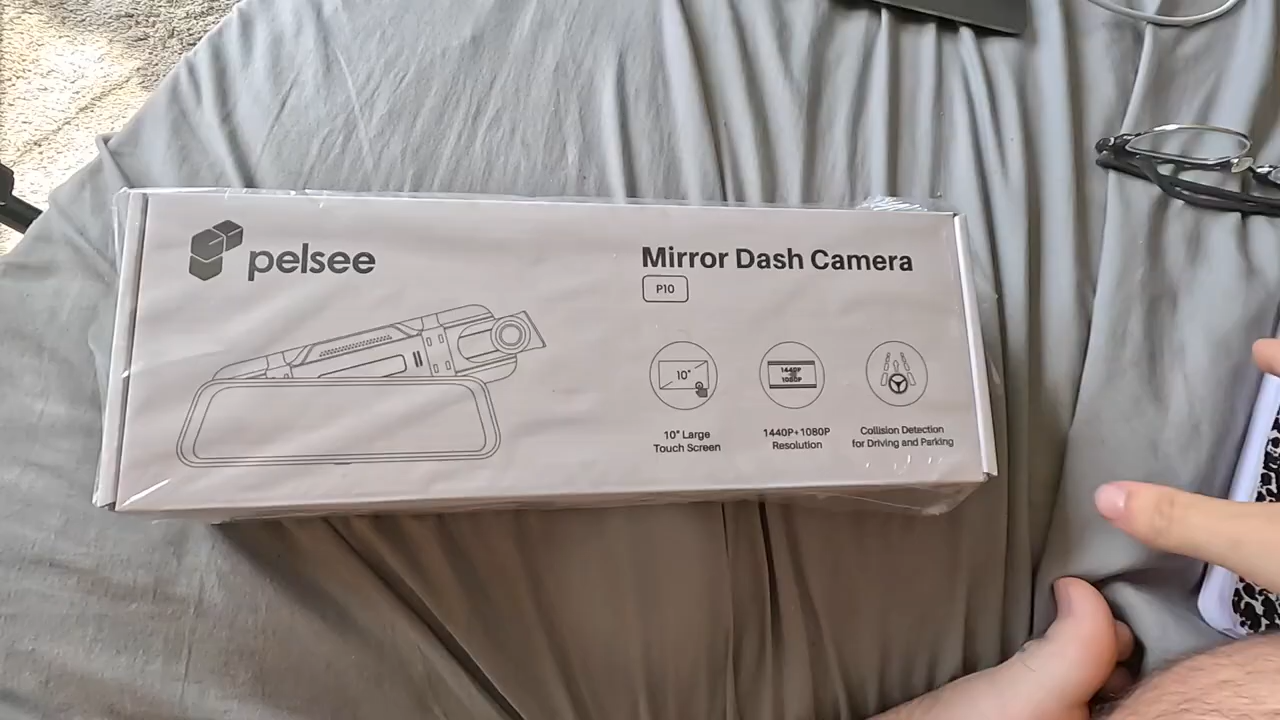 pelsee
Mirror Dash Camera
P10
10"
1440P
1080P
10" Large
Touch Screen
1440P+1080P
Resolution
Collision Detection
for Driving and Parking